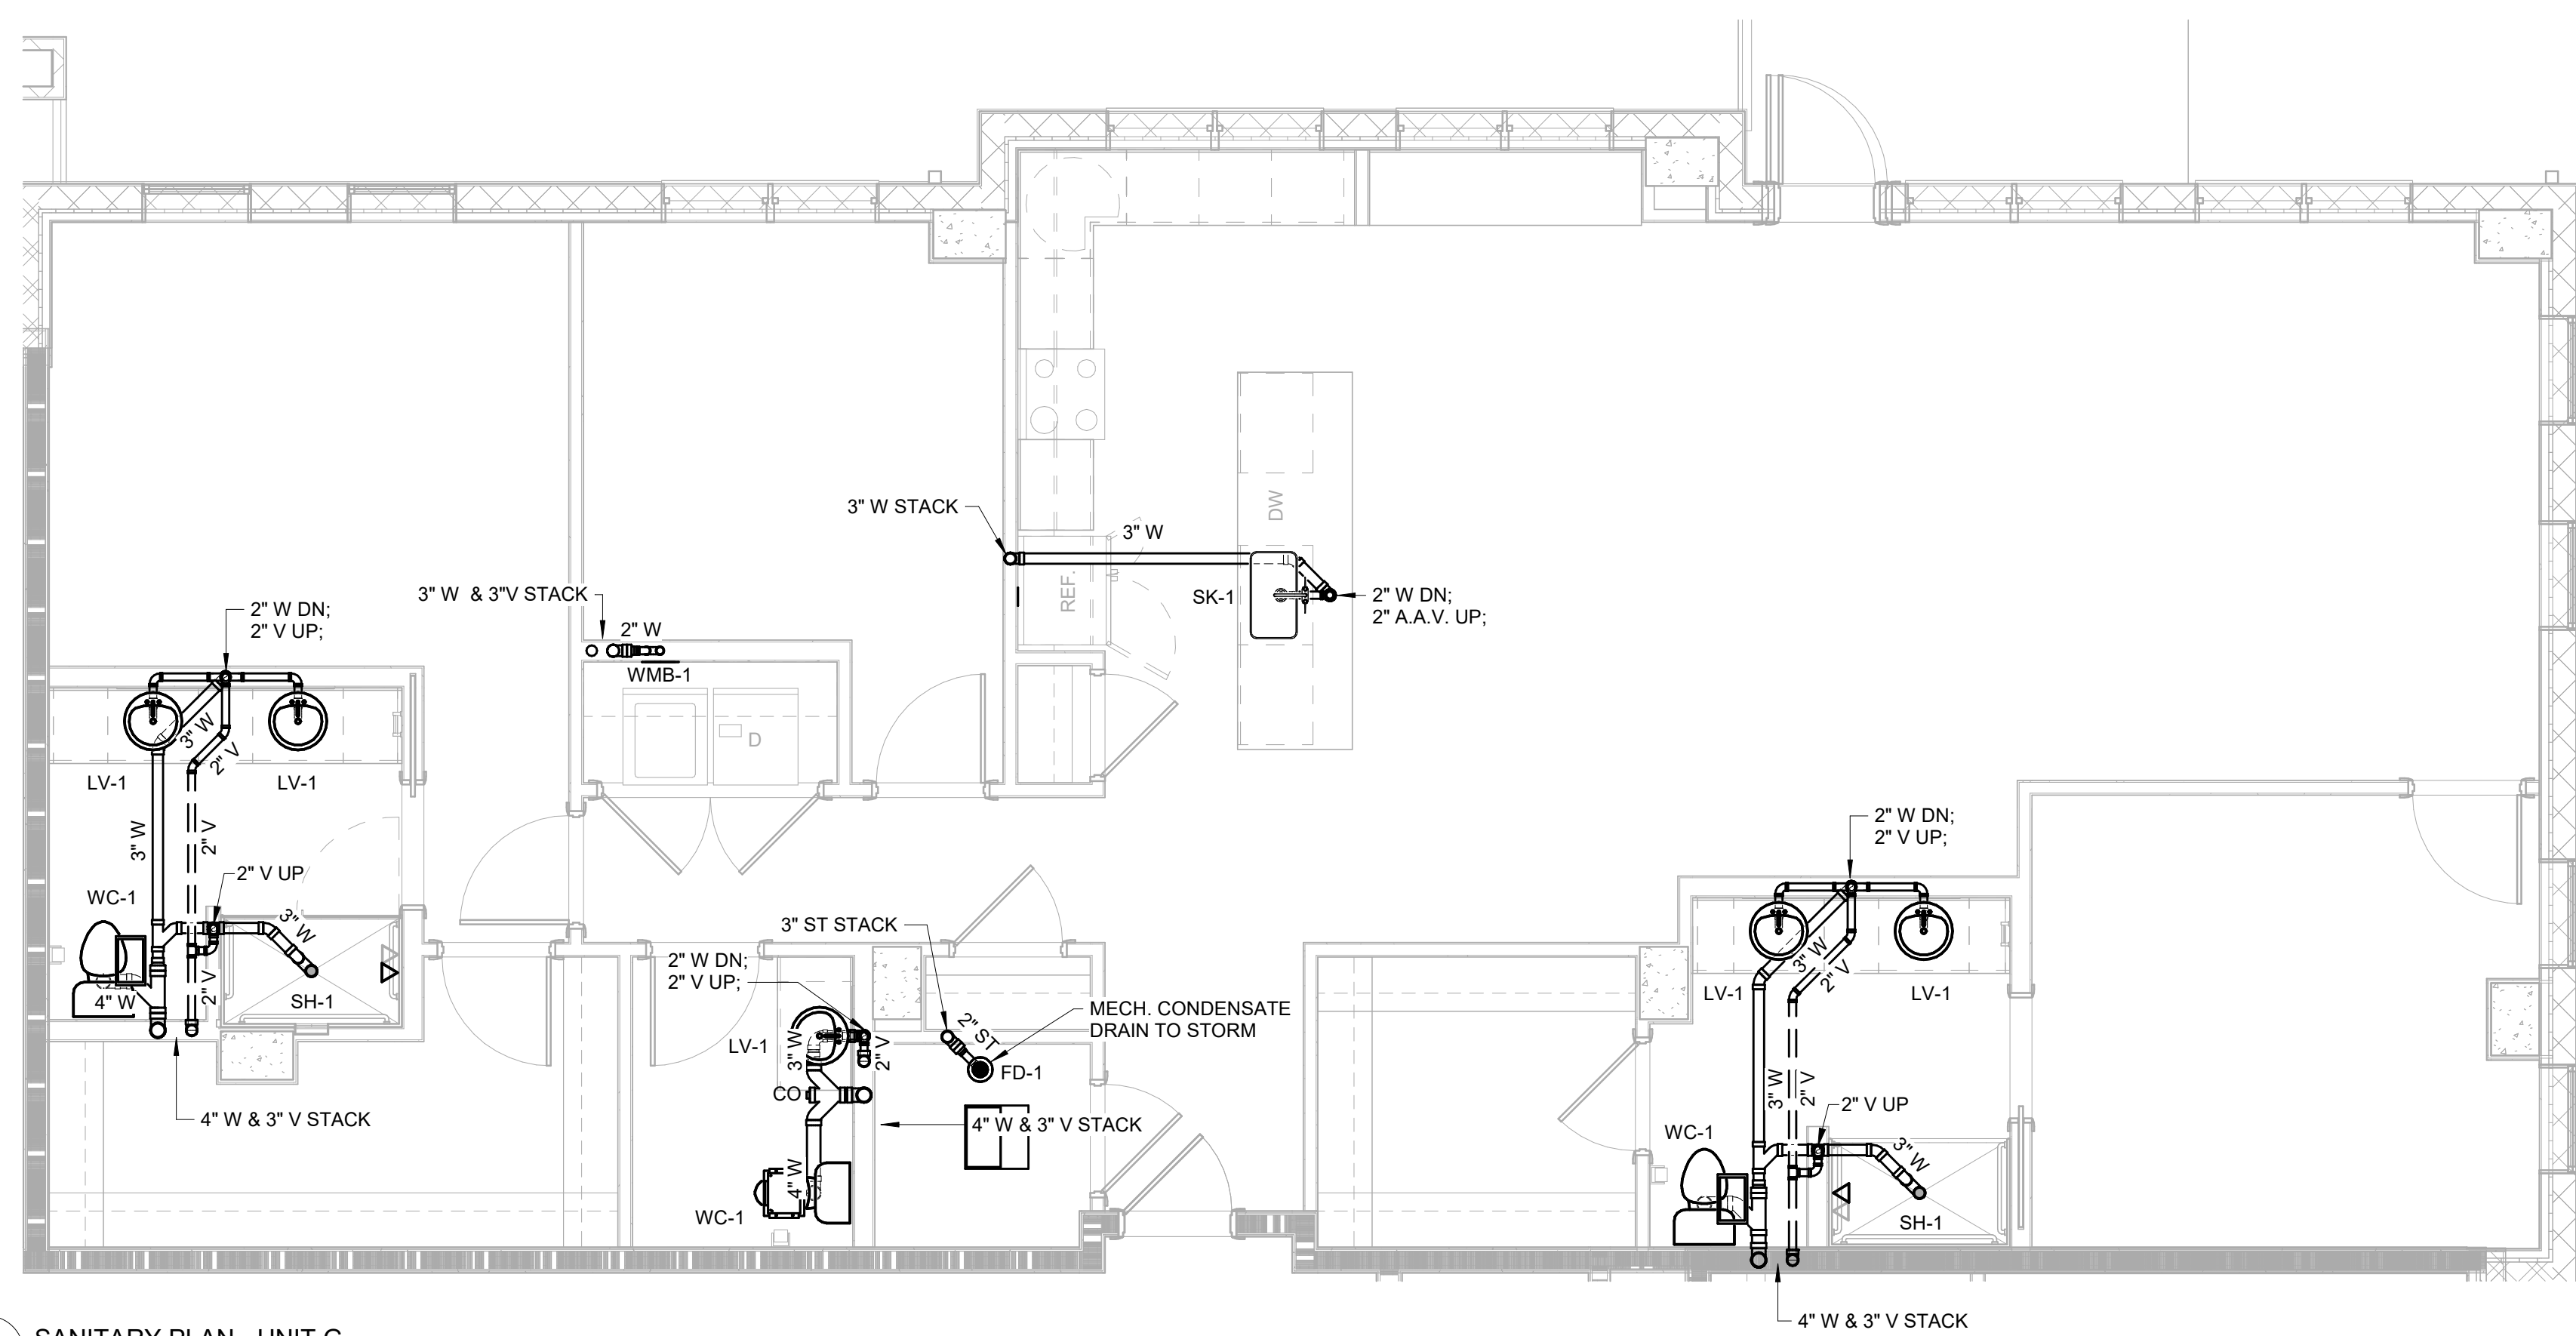 3" W STACK
3" W
DW
REF.
SK-1
2" W DN;
2" A.A.V. UP;
3" W  & 3"V STACK
2" W
WMB-1
D
2" W DN;
2" V UP;
3" W
2" V
LV-1
LV-1
3" W
2" V
2" V UP
WC-1
3" W
4" W
2" V
SH-1
4" W & 3" V STACK
3" ST STACK
2" W DN;
2" V UP;
LV-1
3" W
2" V
CO
2" ST
MECH. CONDENSATE
DRAIN TO STORM
FD-1
4" W & 3" V STACK
4" W
WC-1
2" W DN;
2" V UP;
3" W
2" V
LV-1
LV-1
3" W
2" V
2" V UP
WC-1
3" W
SH-1
4" W & 3" V STACK
SANITARY PLAN - UNIT